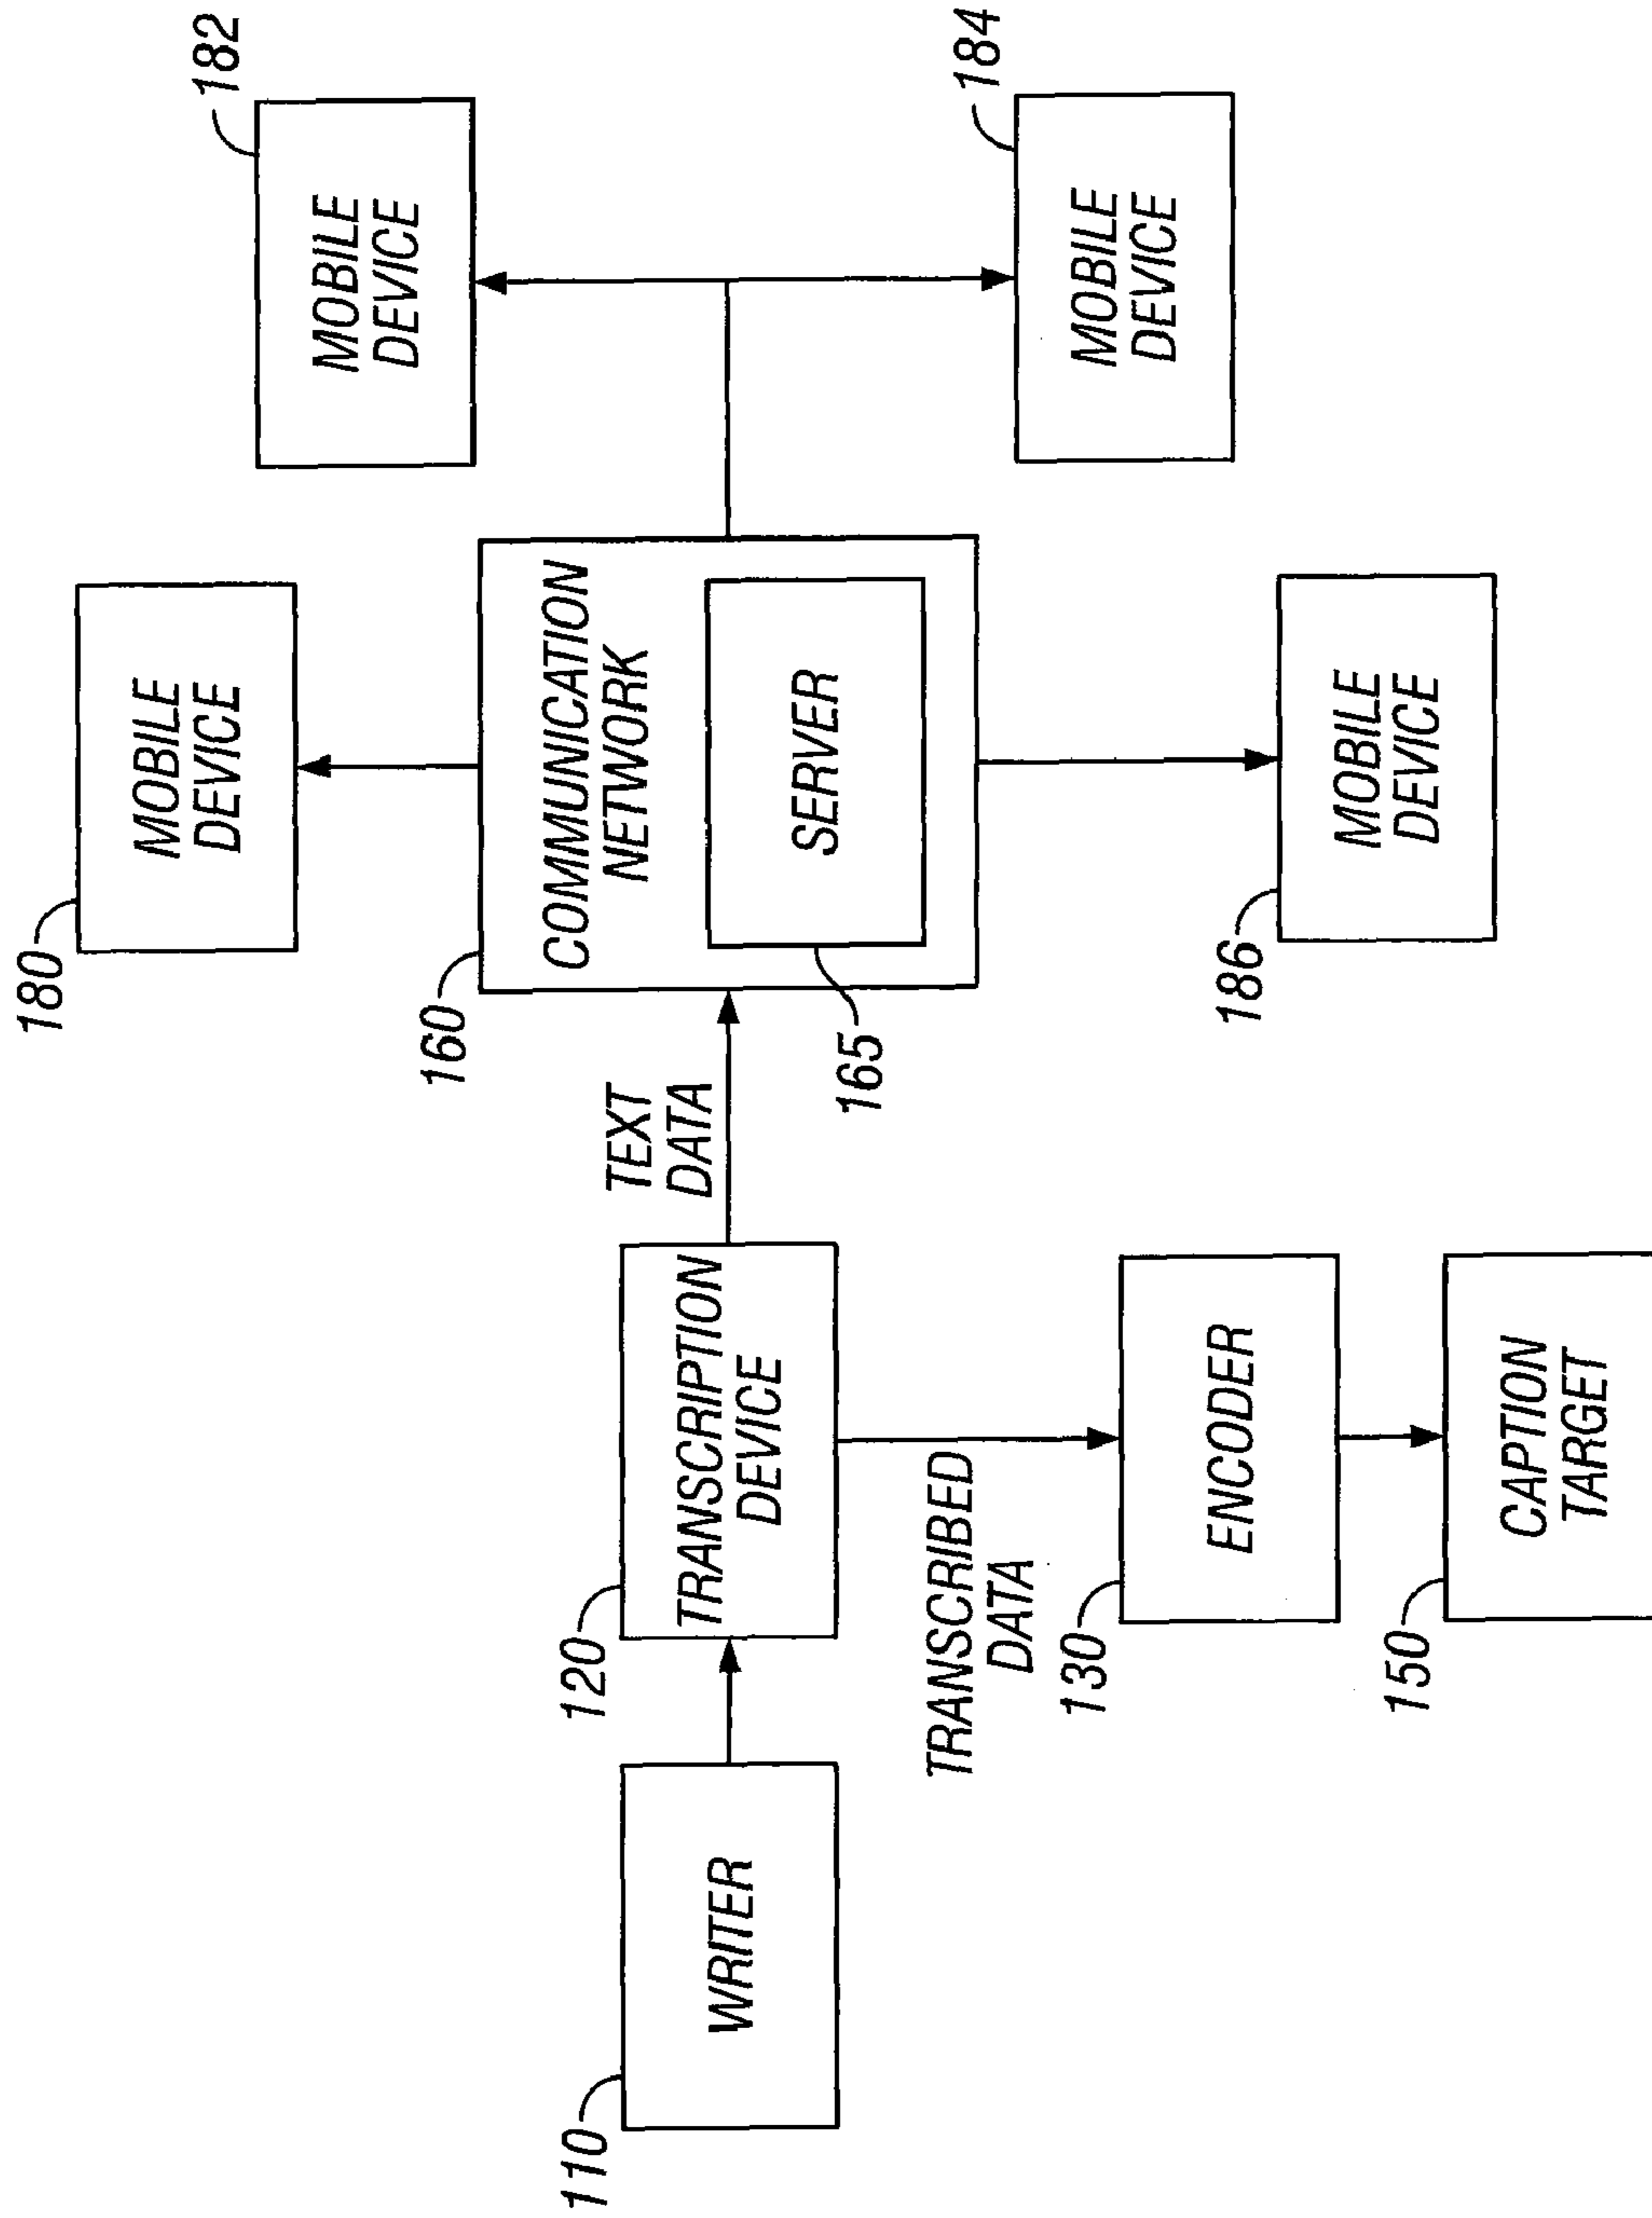 180
MOBILE
DEVICE
182
MOBILE
DEVICE
160
COMMUNICATION
NETWORK
SERVER
165
110
WRITER
120
TRANSCRIPTION
DEVICE
TEXT
DATA
TRANSCRIBED
DATA
184
MOBILE
DEVICE
186
MOBILE
DEVICE
130
ENCODER
150
CAPTION
TARGET